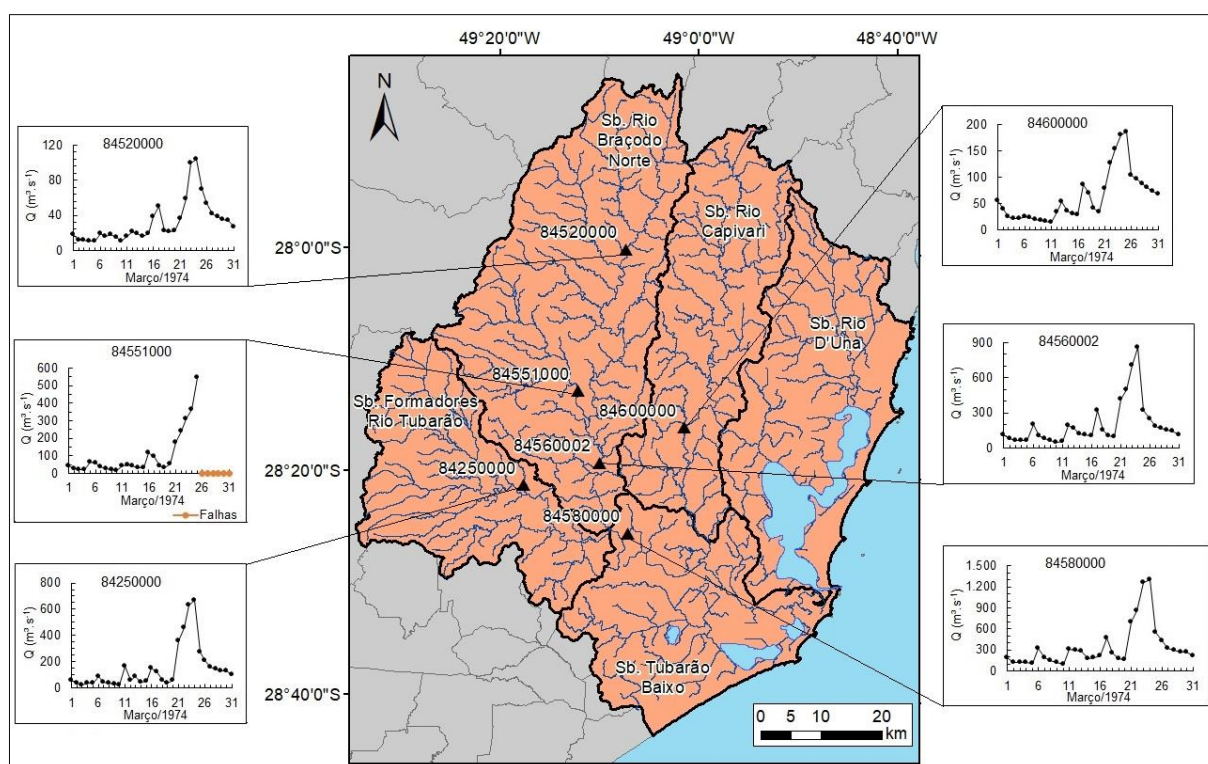 49°20'0"W
49°0'0"W
48°40'0"W
N
28°0'0"S
28°20'0"S
28°40'0"S
Sb. Rio
Braçodo
Norte
Sb. Rio
Capivari
Sb. Rio
D'Una
Sb. Formadores
Rio Tubarão
Sb. Tubarão
Baixo
84520000
84551000
84600000
84560002
84250000
84580000
0 5 10 20
km
84520000
Q (m³.s⁻¹)
120
80
40
0
1 6 11 16 21 26 31
Março/1974
84551000
Q (m³.s⁻¹)
600
500
400
300
200
100
0
1 6 11 16 21 26 31
Março/1974
Falhas
84250000
Q (m³.s⁻¹)
800
600
400
200
0
1 6 11 16 21 26 31
Março/1974
84600000
Q (m³.s⁻¹)
200
150
100
50
0
1 6 11 16 21 26 31
Março/1974
84560002
Q (m³.s⁻¹)
900
600
300
0
1 6 11 16 21 26 31
Março/1974
84580000
Q (m³.s⁻¹)
1.500
1.200
900
600
300
0
1 6 11 16 21 26 31
Março/1974